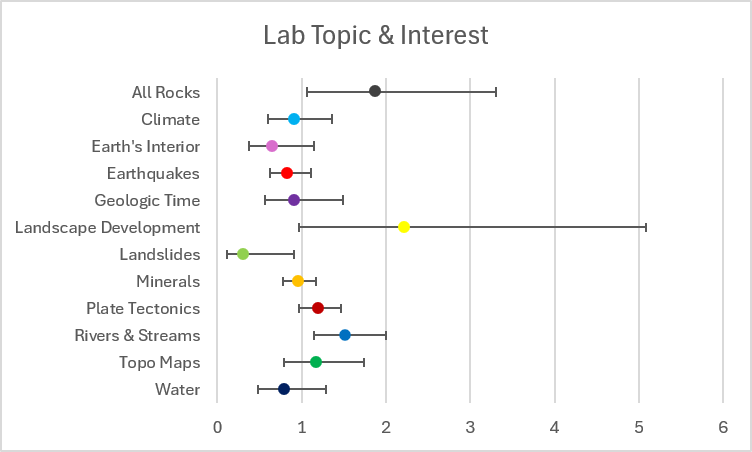 Lab Topic & Interest
All Rocks
Climate
Earth's Interior
Earthquakes
Geologic Time
Landscape Development
Landslides
Minerals
Plate Tectonics
Rivers & Streams
Topo Maps
Water
0 1 2 3 4 5 6